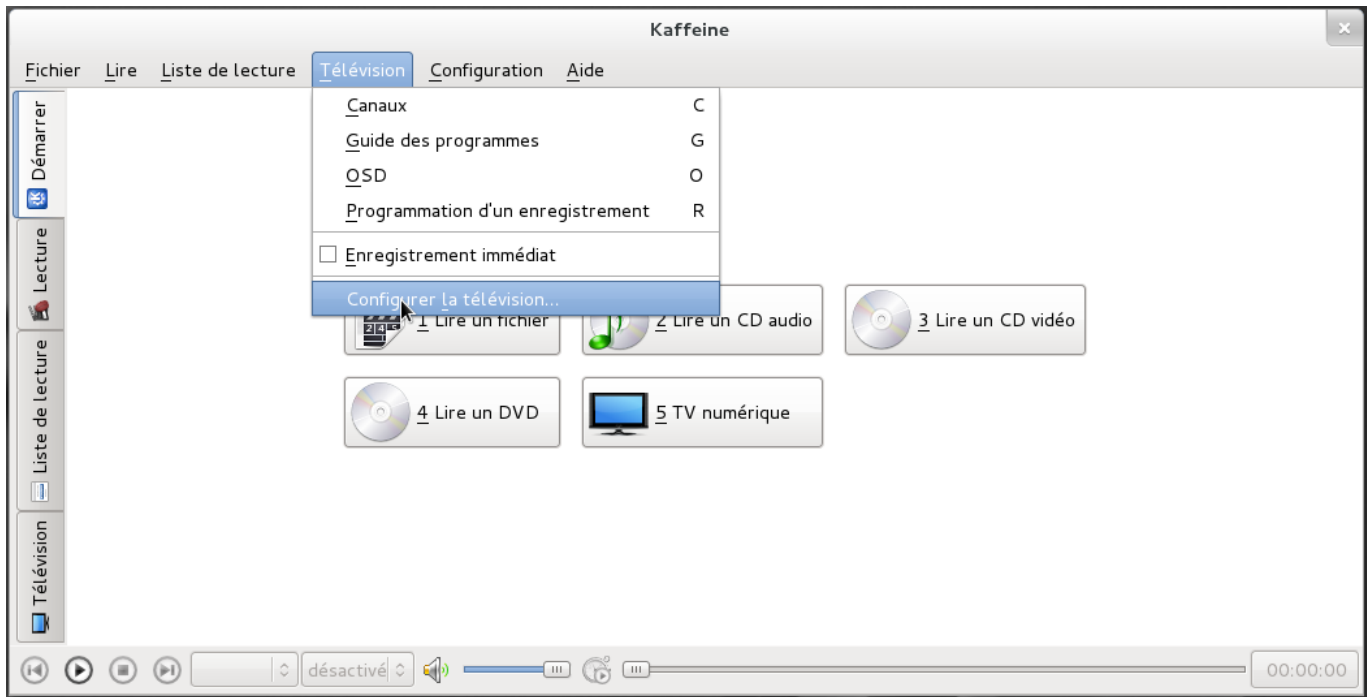 Kaffeine
Fichier Lire Liste de lecture Télévision Configuration Aide
Canaux C
Guide des programmes G
OSD O
Programmation d'un enregistrement R
Enregistrement immédiat
Configurer la télévision...
1 Lire un fichier
2 Lire un CD audio
3 Lire un CD vidéo
4 Lire un DVD
5 TV numérique
Démarrer
Lecture
Liste de lecture
Télévision
désactivé
00:00:00